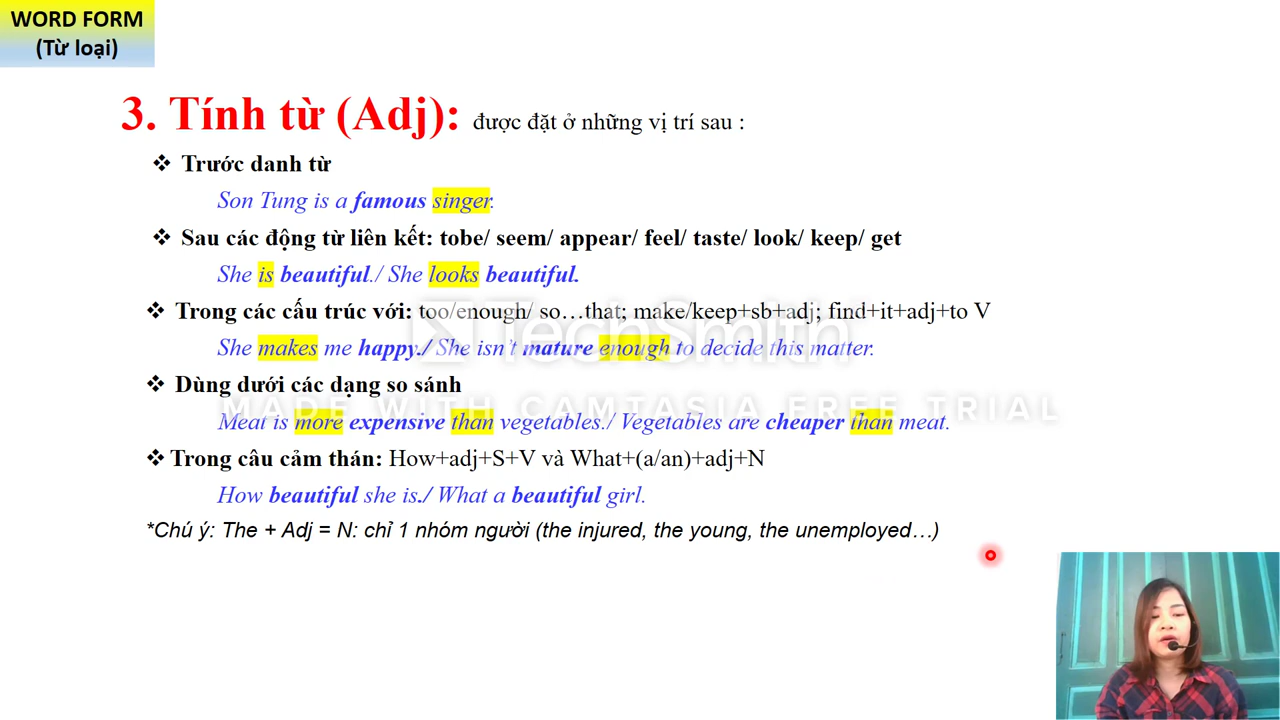 WORD FORM
(Từ loại)
3. Tính từ (Adj): được đặt ở những vị trí sau :
❖ Trước danh từ
Son Tung is a famous singer.
❖ Sau các động từ liên kết: tobe/ seem/ appear/ feel/ taste/ look/ keep/ get
She is beautiful./ She looks beautiful.
❖ Trong các cấu trúc với: too/enough/ so…that; make/keep+sb+adj; find+it+adj+to V
TechSmith
She makes me happy./ She isn't mature enough to decide this matter.
❖ Dùng dưới các dạng so sánh
MADE WITH CAMTASIA FREE TRIAL
Meat is more expensive than vegetables./ Vegetables are cheaper than meat.
❖ Trong câu cảm thán: How+adj+S+V và What+(a/an)+adj+N
How beautiful she is./ What a beautiful girl.
*Chú ý: The + Adj = N: chỉ 1 nhóm người (the injured, the young, the unemployed…)